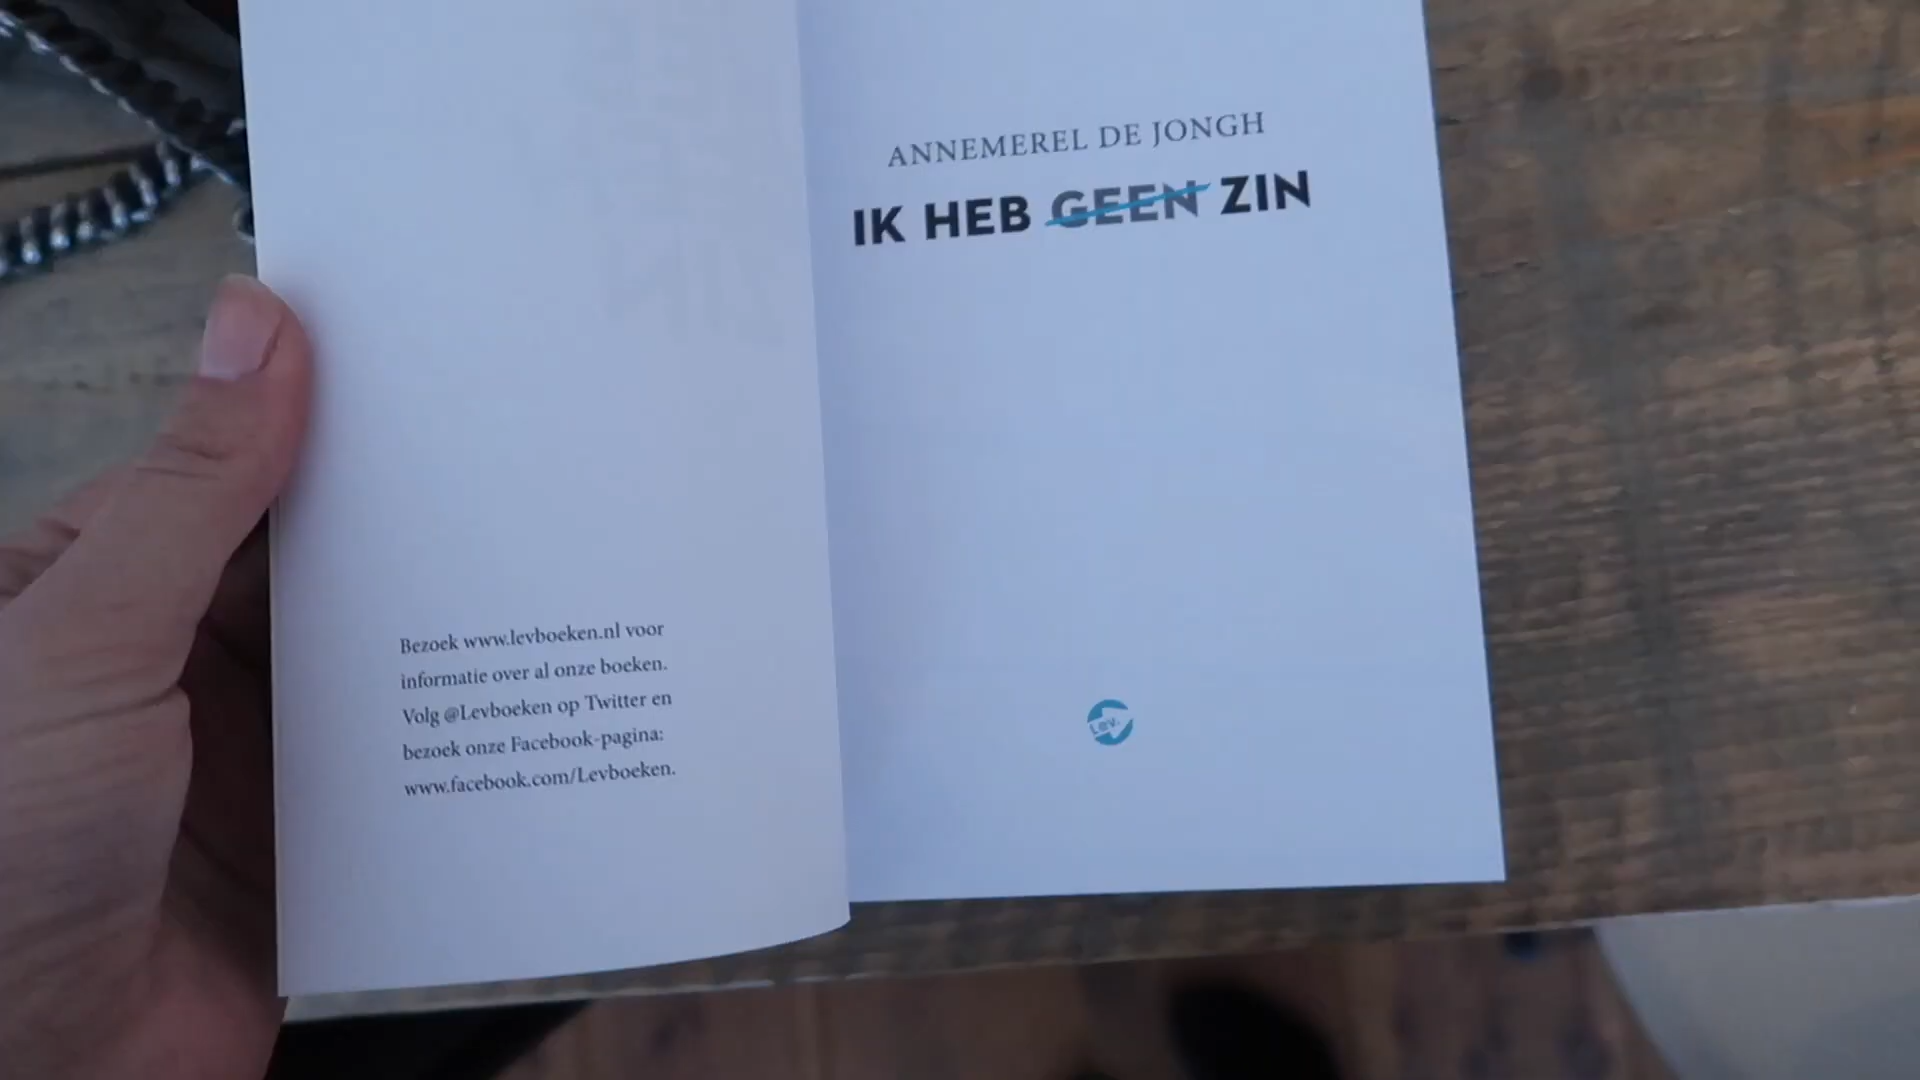 Bezoek www.levboeken.nl voor
informatie over al onze boeken.
Volg @Levboeken op Twitter en
bezoek onze Facebook-pagina:
www.facebook.com/Levboeken.
ANNEMEREL DE JONGH
IK HEB GEEN ZIN
Lev.